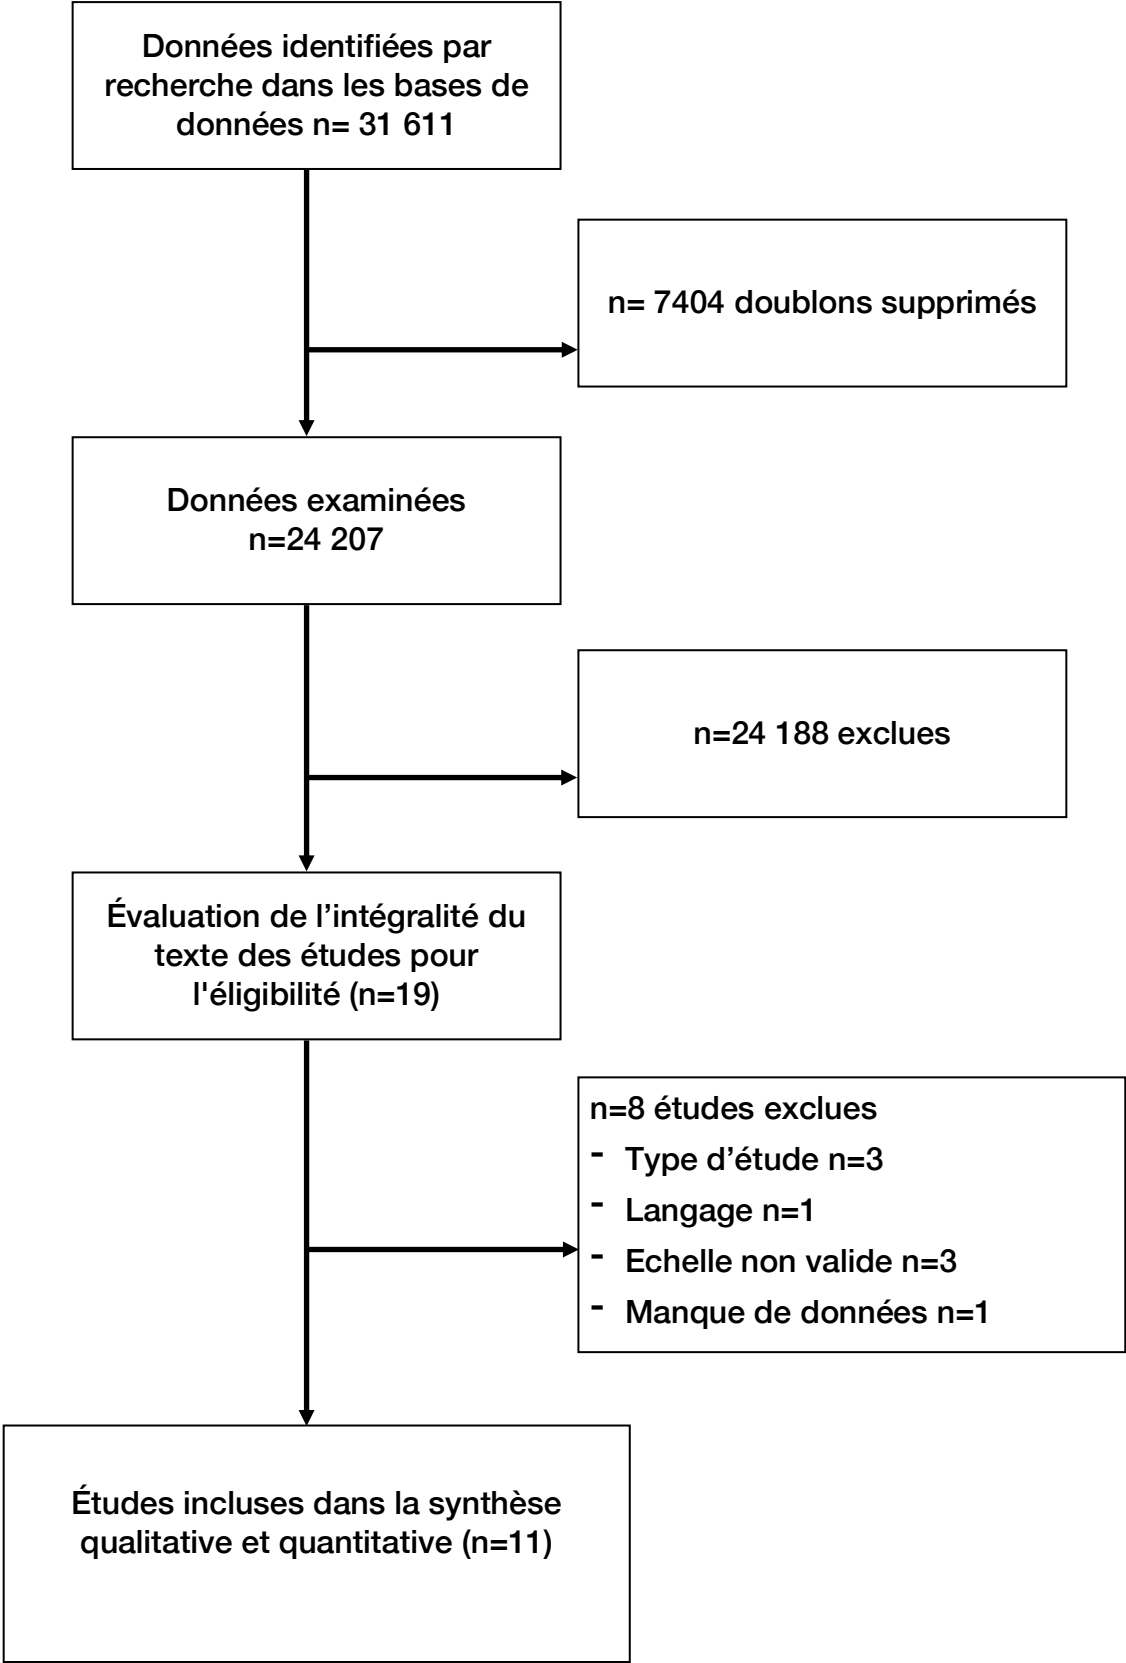 Données identifiées par
recherche dans les bases de
données n= 31 611
n= 7404 doublons supprimés
Données examinées
n=24 207
n=24 188 exclues
Évaluation de l’intégralité du
texte des études pour
l'éligibilité (n=19)
n=8 études exclues
- Type d’étude n=3
- Langage n=1
- Echelle non valide n=3
- Manque de données n=1
Études incluses dans la synthèse
qualitative et quantitative (n=11)